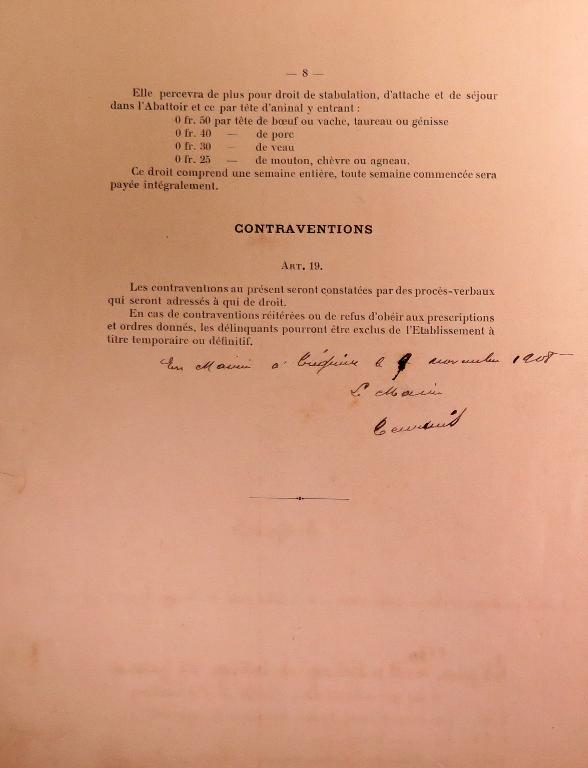 — 8 —
Elle percevra de plus pour droit de stabulation, d'attache et de séjour
dans l'Abattoir et ce par tête d'aninal y entrant :
0 fr. 50 par tête de bœuf ou vache, taureau ou génisse
0 fr. 40 — de porc
0 fr. 30 — de veau
0 fr. 25 — de mouton, chèvre ou agneau.
Ce droit comprend une semaine entière, toute semaine commencée sera
payée intégralement.
CONTRAVENTIONS
ART. 19.
Les contraventions au présent seront constatées par des procès-verbaux
qui seront adressés à qui de droit.
En cas de contraventions réitérées ou de refus d'obéir aux prescriptions
et ordres donnés, les délinquants pourront être exclus de l'Etablissement à
titre temporaire ou définitif.
En Mairie à le 9 novembre 1908
Le Maire